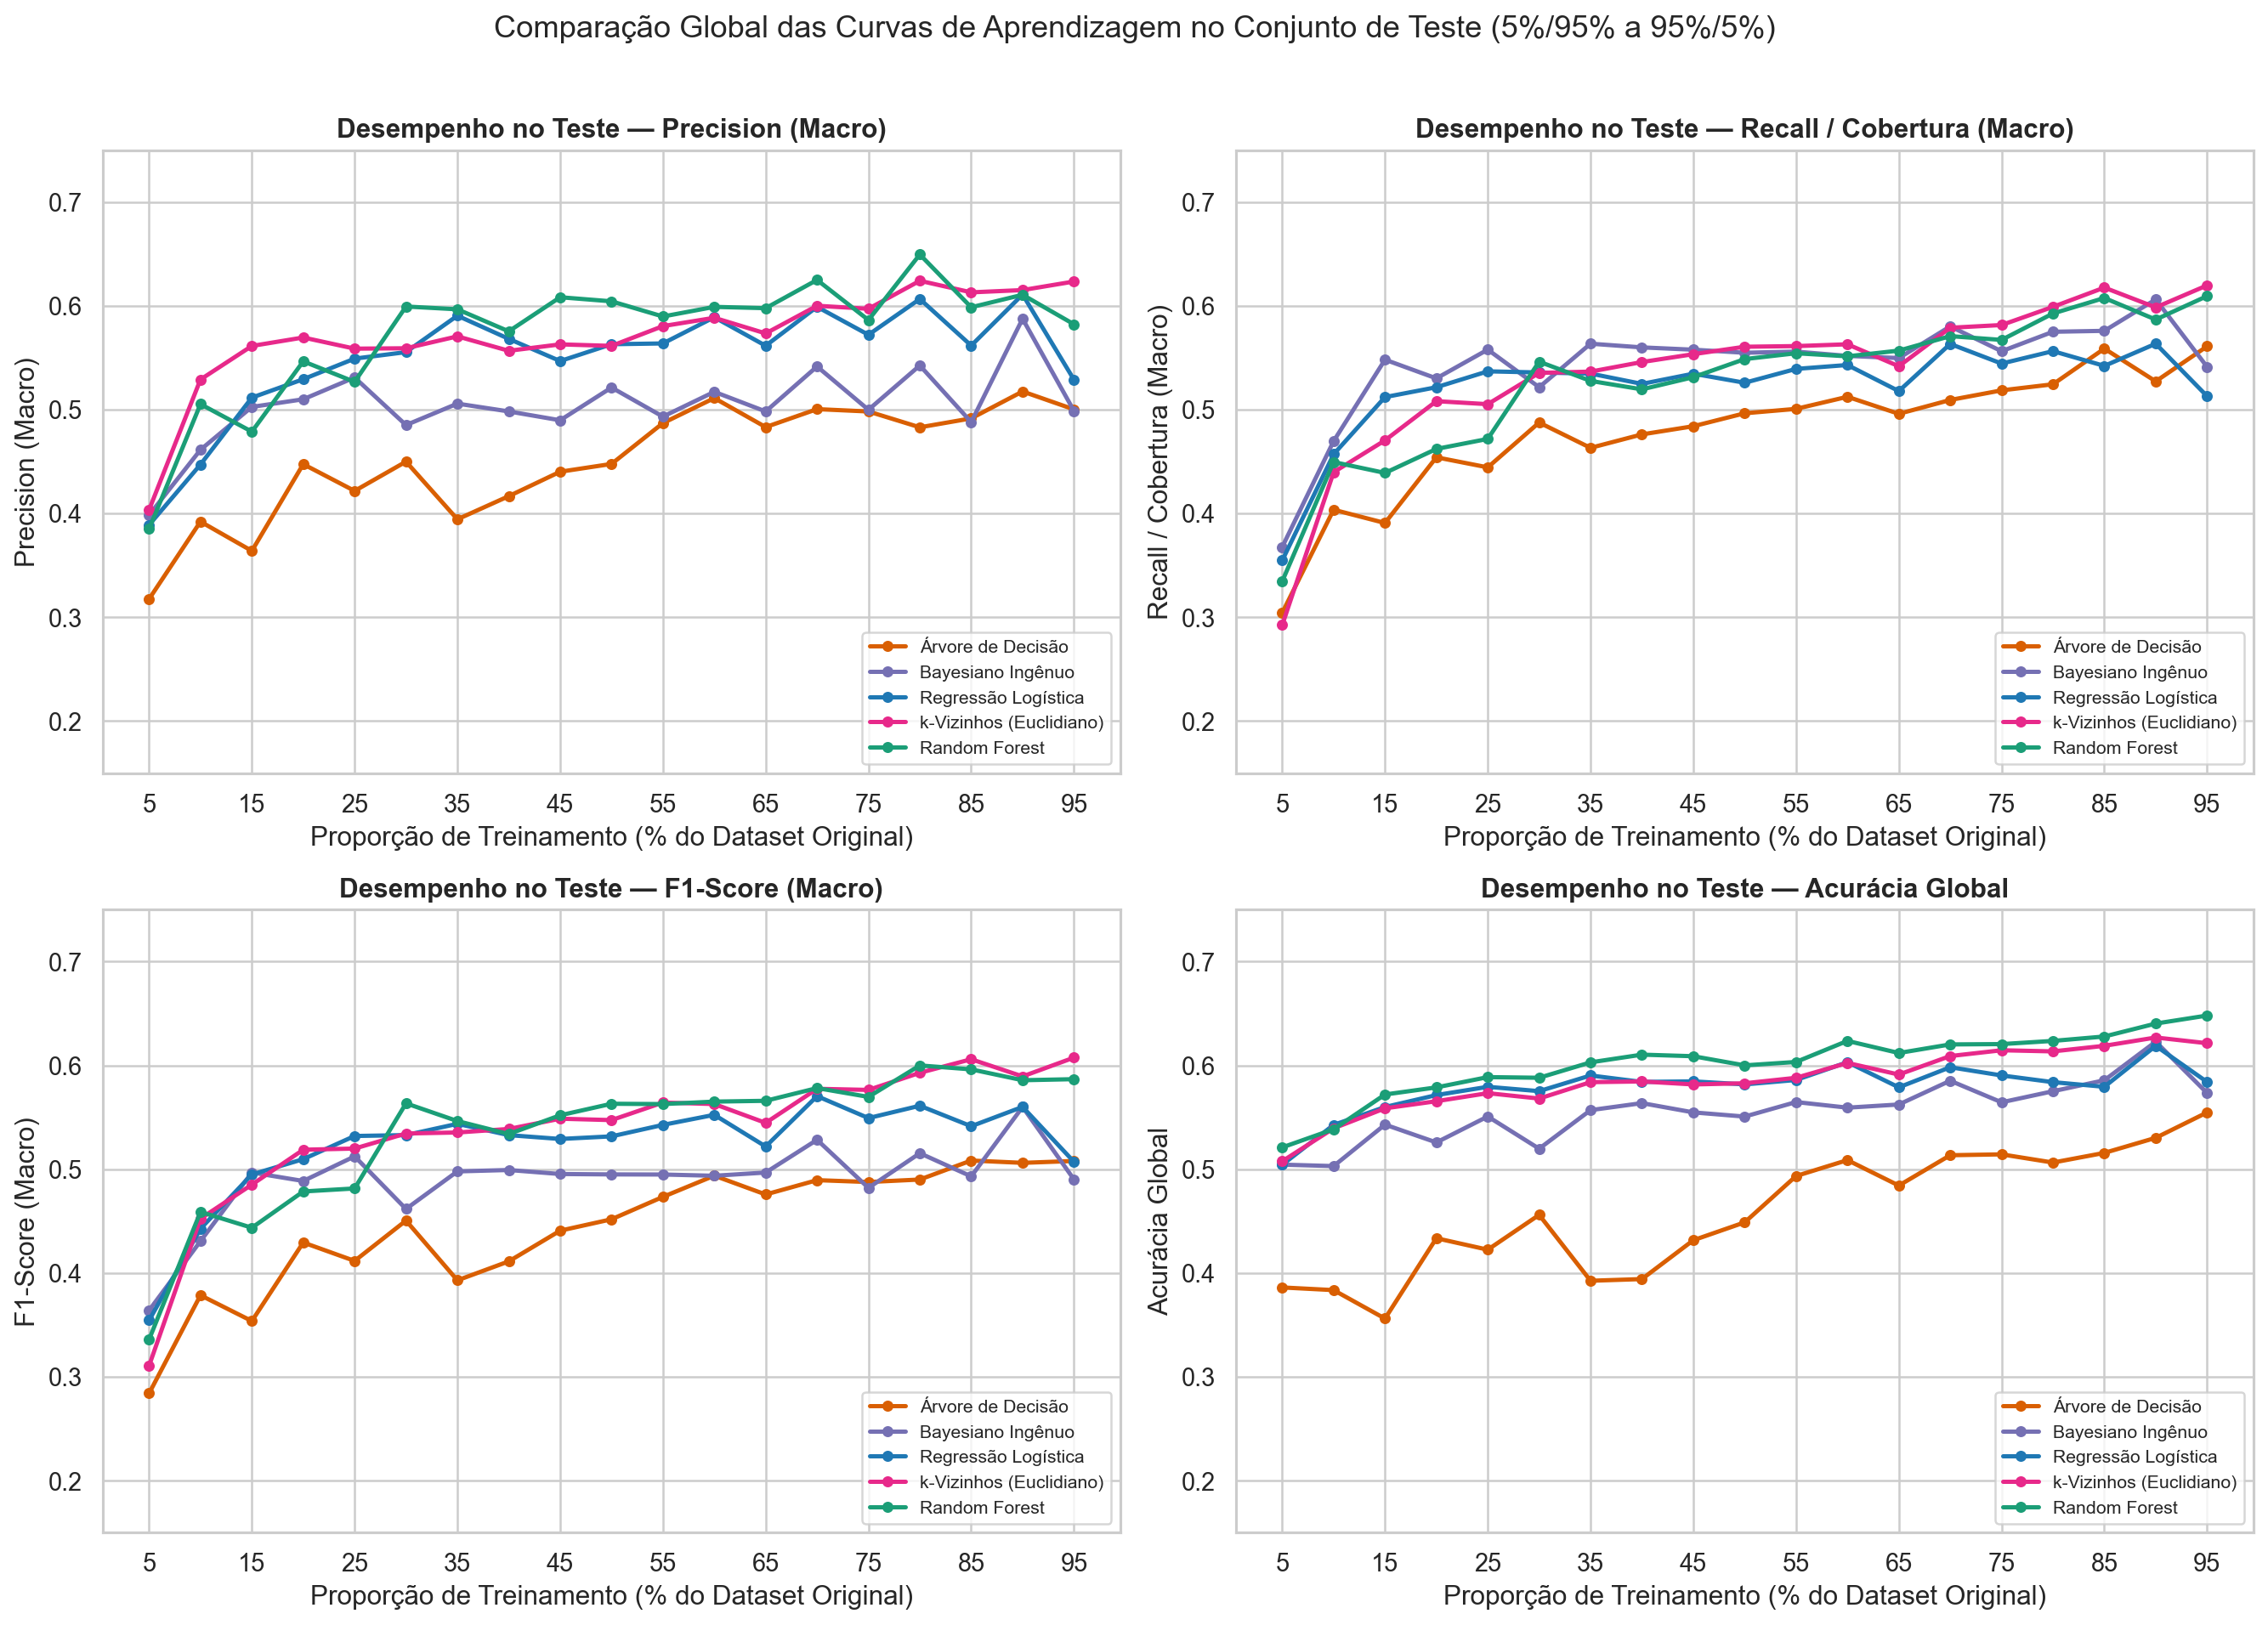 Comparação Global das Curvas de Aprendizagem no Conjunto de Teste (5%/95% a 95%/5%)
Desempenho no Teste — Precision (Macro)
Precision (Macro)
0.7
0.6
0.5
0.4
0.3
0.2
Árvore de Decisão
Bayesiano Ingênuo
Regressão Logística
k-Vizinhos (Euclidiano)
Random Forest
5 15 25 35 45 55 65 75 85 95
Proporção de Treinamento (% do Dataset Original)
Desempenho no Teste — Recall / Cobertura (Macro)
Recall / Cobertura (Macro)
0.7
0.6
0.5
0.4
0.3
0.2
Árvore de Decisão
Bayesiano Ingênuo
Regressão Logística
k-Vizinhos (Euclidiano)
Random Forest
5 15 25 35 45 55 65 75 85 95
Proporção de Treinamento (% do Dataset Original)
Desempenho no Teste — F1-Score (Macro)
F1-Score (Macro)
0.7
0.6
0.5
0.4
0.3
0.2
Árvore de Decisão
Bayesiano Ingênuo
Regressão Logística
k-Vizinhos (Euclidiano)
Random Forest
5 15 25 35 45 55 65 75 85 95
Proporção de Treinamento (% do Dataset Original)
Desempenho no Teste — Acurácia Global
Acurácia Global
0.7
0.6
0.5
0.4
0.3
0.2
Árvore de Decisão
Bayesiano Ingênuo
Regressão Logística
k-Vizinhos (Euclidiano)
Random Forest
5 15 25 35 45 55 65 75 85 95
Proporção de Treinamento (% do Dataset Original)